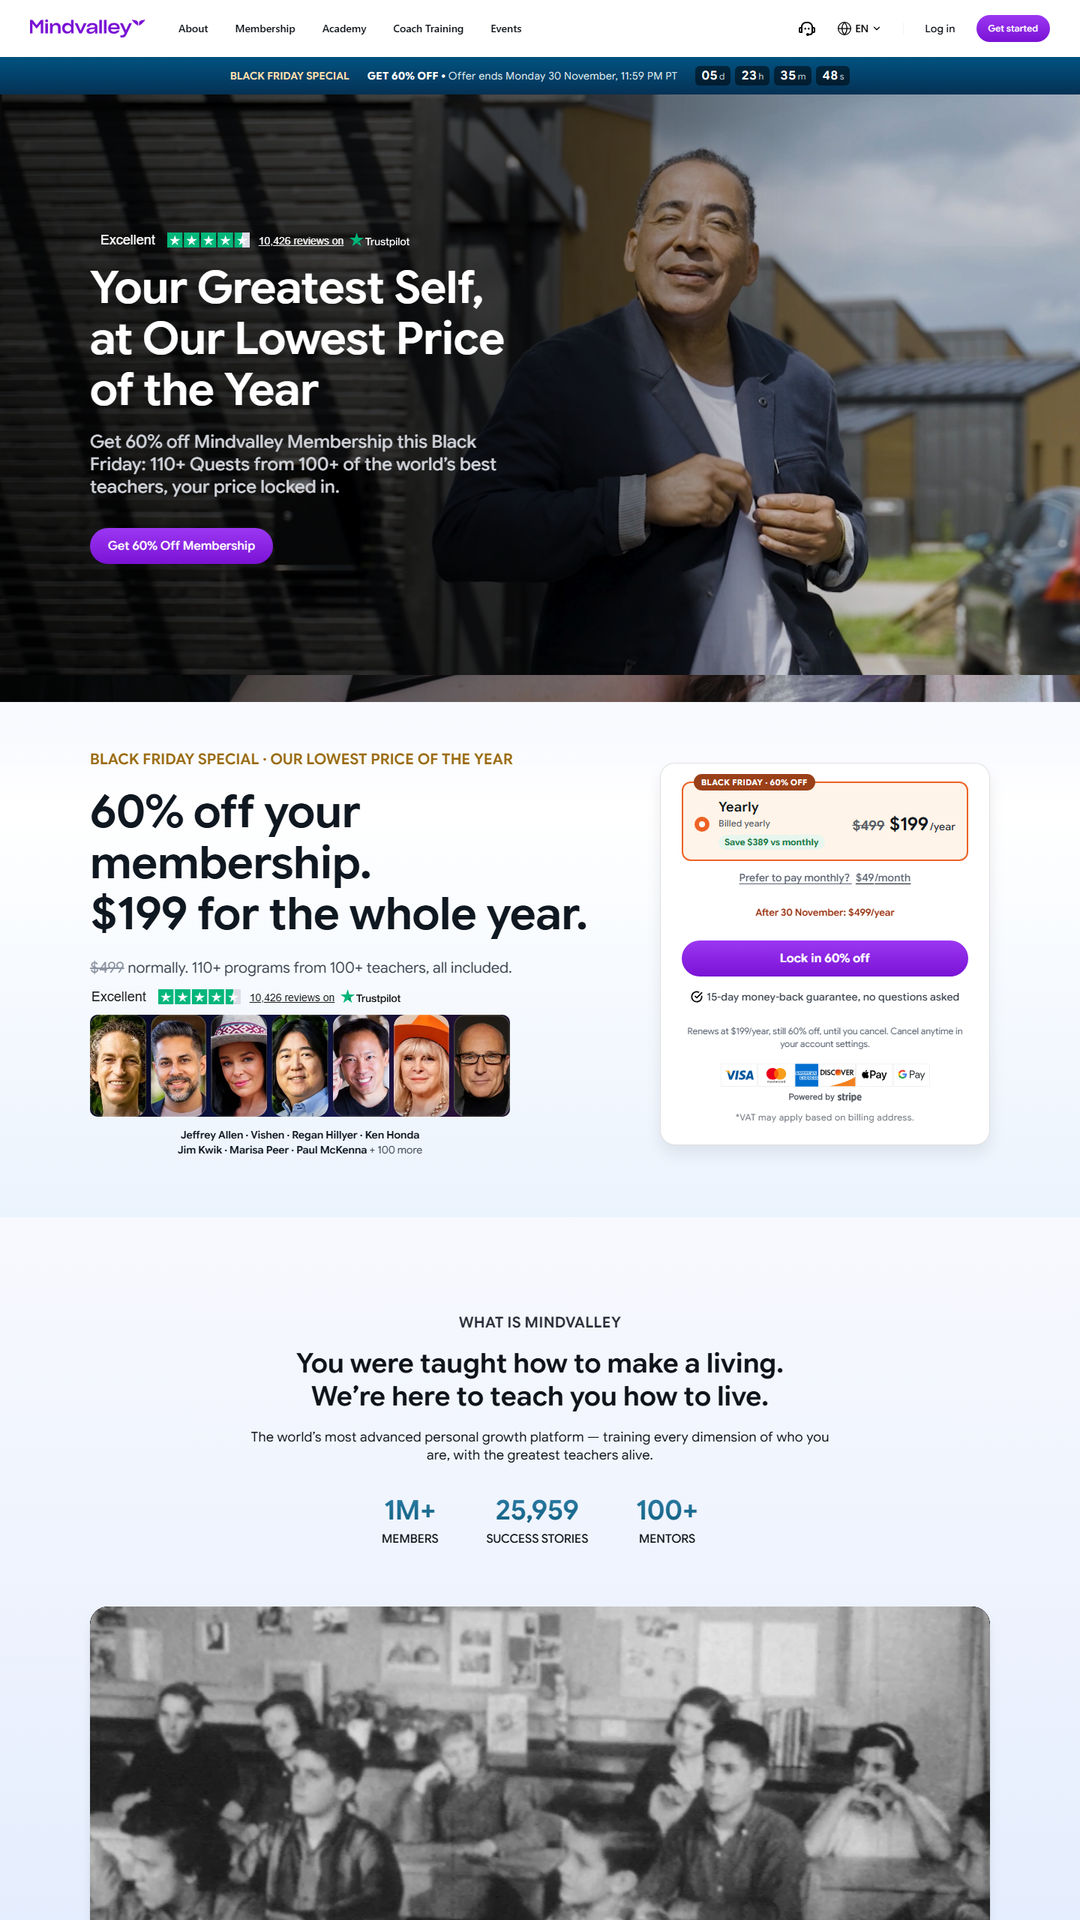 Mindvalley
About
Membership
Academy
Coach Training
Events
EN
Log in
Get started
BLACK FRIDAY SPECIAL
GET 60% OFF • Offer ends Monday 30 November, 11:59 PM PT
05 d 23 h 35 m 48 s
Excellent
10,426 reviews on Trustpilot
Your Greatest Self,
at Our Lowest Price
of the Year
Get 60% off Mindvalley Membership this Black
Friday: 110+ Quests from 100+ of the world’s best
teachers, your price locked in.
Get 60% Off Membership
BLACK FRIDAY SPECIAL · OUR LOWEST PRICE OF THE YEAR
60% off your
membership.
$199 for the whole year.
$499 normally. 110+ programs from 100+ teachers, all included.
Excellent
10,426 reviews on Trustpilot
Jeffrey Allen · Vishen · Regan Hillyer · Ken Honda
Jim Kwik · Marisa Peer · Paul McKenna + 100 more
BLACK FRIDAY · 60% OFF
Yearly
Billed yearly
$499 $199 /year
Save $389 vs monthly
Prefer to pay monthly? $49/month
After 30 November: $499/year
Lock in 60% off
15-day money-back guarantee, no questions asked
Renews at $199/year, still 60% off, until you cancel. Cancel anytime in
your account settings.
VISA
mastercard
AMERICAN EXPRESS
DISCOVER
Pay
G Pay
Powered by stripe
*VAT may apply based on billing address.
WHAT IS MINDVALLEY
You were taught how to make a living.
We’re here to teach you how to live.
The world’s most advanced personal growth platform — training every dimension of who you
are, with the greatest teachers alive.
1M+
MEMBERS
25,959
SUCCESS STORIES
100+
MENTORS